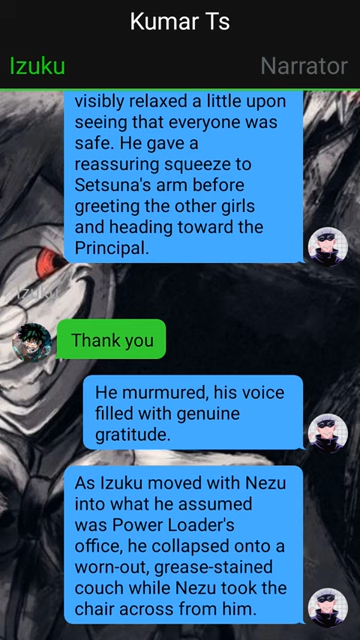 Kumar Ts
Izuku
Narrator
visibly relaxed a little upon
seeing that everyone was
safe. He gave a
reassuring squeeze to
Setsuna's arm before
greeting the other girls
and heading toward the
Principal.
Izuku
Thank you
He murmured, his voice
filled with genuine
gratitude.
As Izuku moved with Nezu
into what he assumed
was Power Loader's
office, he collapsed onto a
worn-out, grease-stained
couch while Nezu took the
chair across from him.